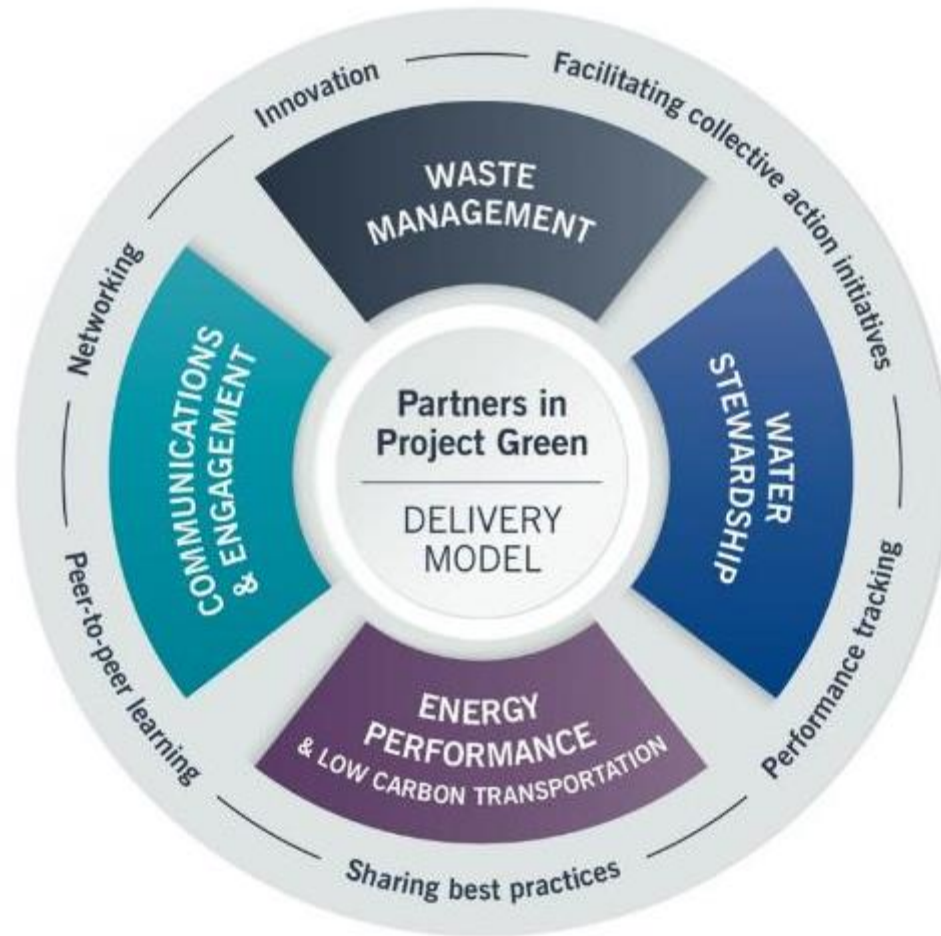 Partners in
Project Green
DELIVERY
MODEL
WASTE
MANAGEMENT
WATER
STEWARDSHIP
ENERGY
PERFORMANCE
& LOW CARBON TRANSPORTATION
COMMUNICATIONS
& ENGAGEMENT
Innovation
Facilitating collective action initiatives
Performance tracking
Sharing best practices
Peer-to-peer learning
Networking